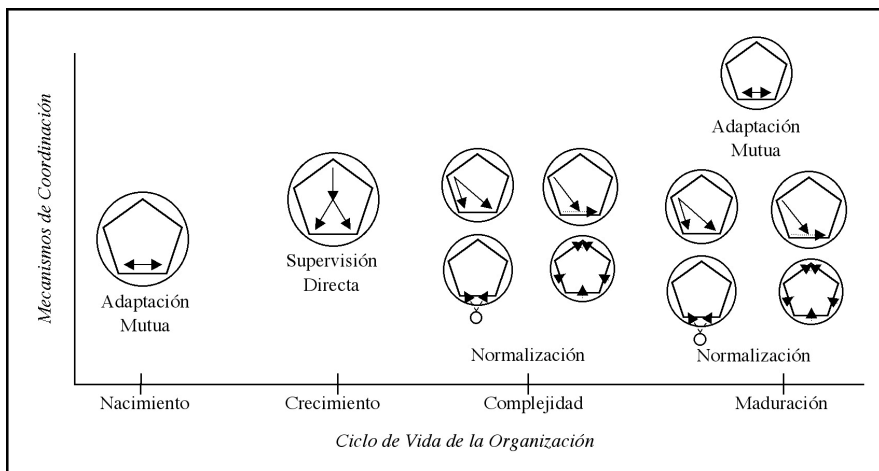 Mecanismos de Coordinación
Adaptación
Mutua
Supervisión
Directa
Normalización
Adaptación
Mutua
Normalización
Nacimiento
Crecimiento
Complejidad
Maduración
Ciclo de Vida de la Organización